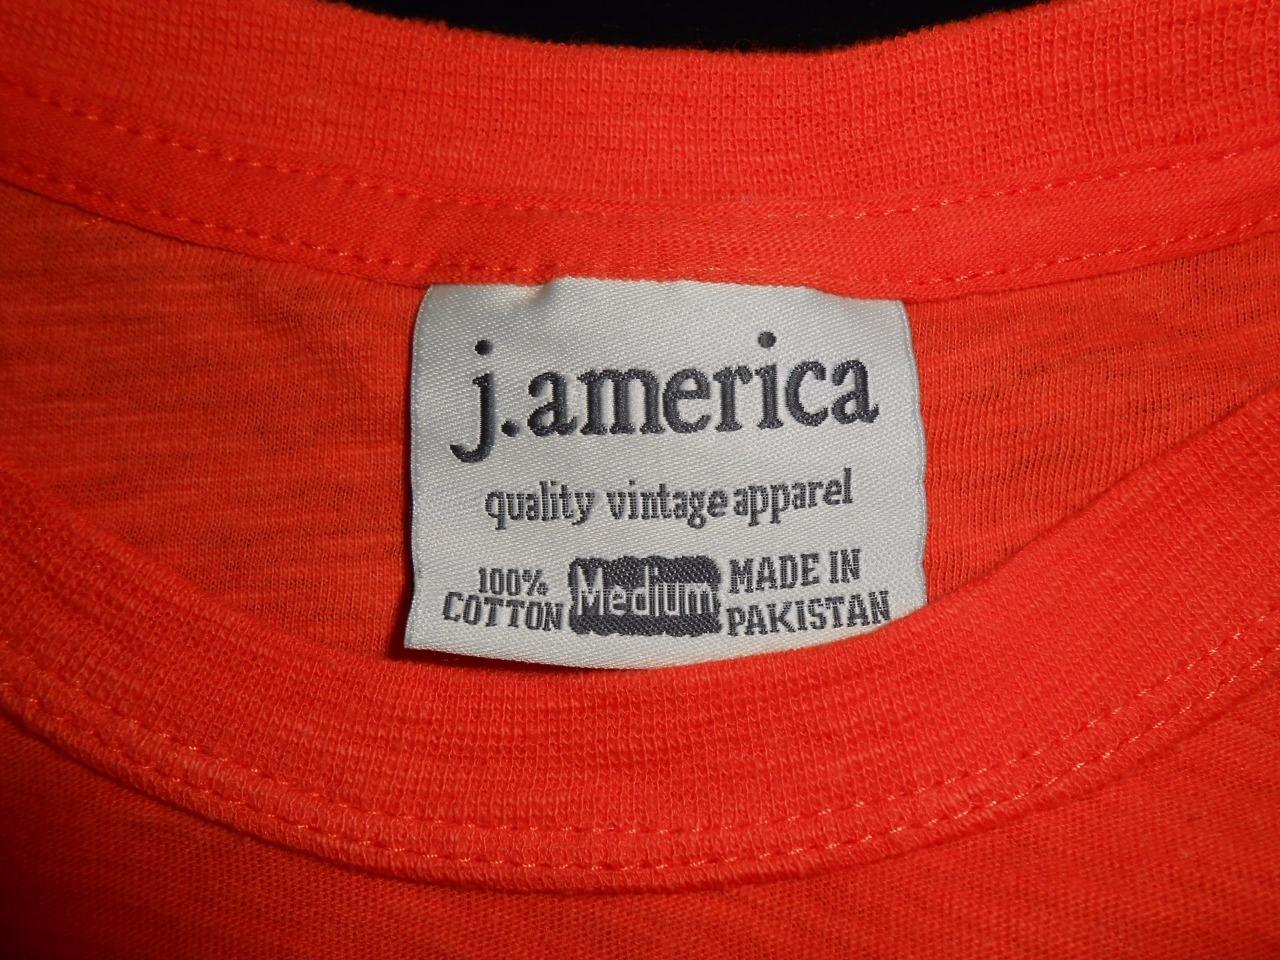 j.america
quality vintage apparel
100% COTTON
Medium
MADE IN PAKISTAN